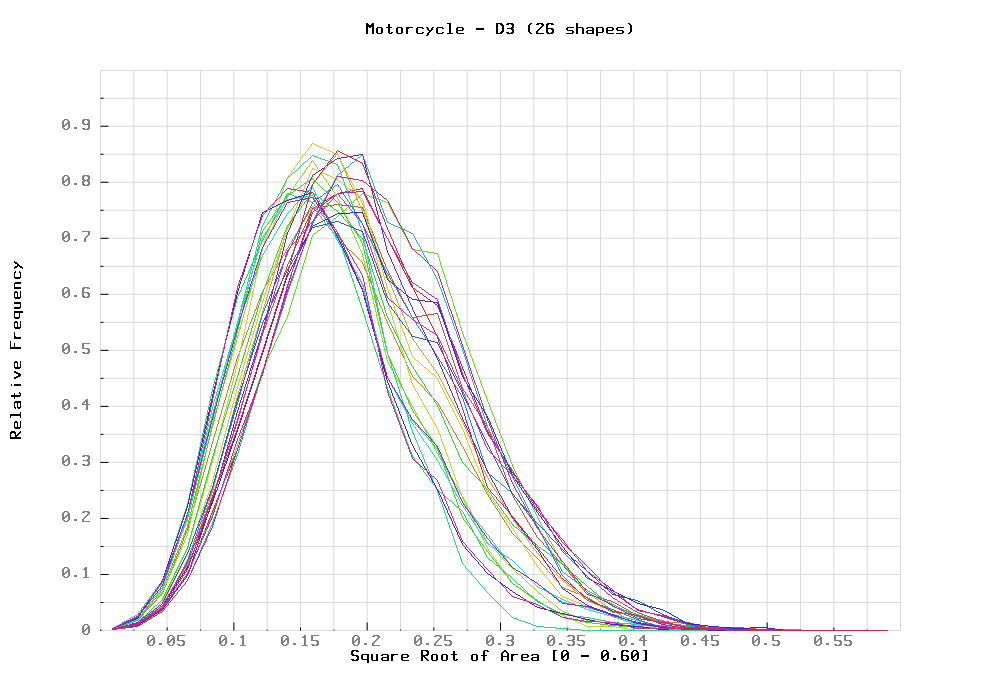 Motorcycle - D3 (26 shapes)
Relative Frequency
0.9
0.8
0.7
0.6
0.5
0.4
0.3
0.2
0.1
0
0.05 0.1 0.15 0.2 0.25 0.3 0.35 0.4 0.45 0.5 0.55
Square Root of Area [0 - 0.60]